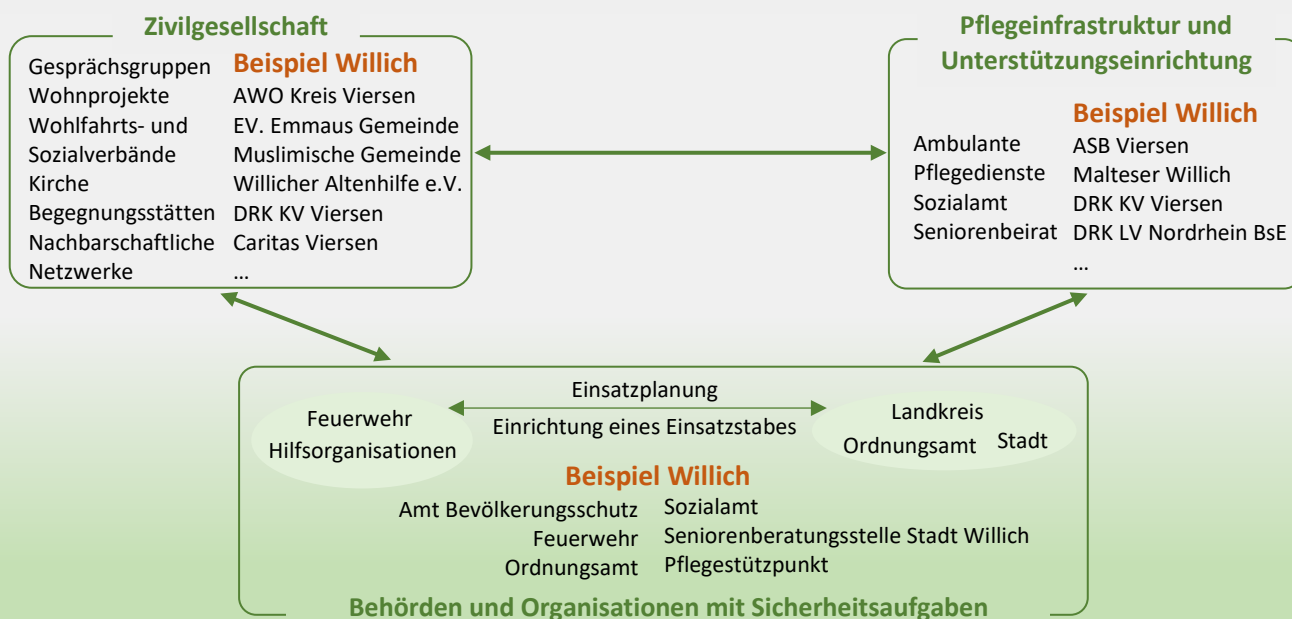 Zivilgesellschaft
Gesprächsgruppen
Wohnprojekte
Wohlfahrts- und
Sozialverbände
Kirche
Begegnungsstätten
Nachbarschaftliche
Netzwerke
Beispiel Willich
AWO Kreis Viersen
EV. Emmaus Gemeinde
Muslimische Gemeinde
Willicher Altenhilfe e.V.
DRK KV Viersen
Caritas Viersen
...
Pflegeinfrastruktur und
Unterstützungseinrichtung
Ambulante
Pflegedienste
Sozialamt
Seniorenbeirat
Beispiel Willich
ASB Viersen
Malteser Willich
DRK KV Viersen
DRK LV Nordrhein BsE
...
Feuerwehr
Hilfsorganisationen
Einsatzplanung
Einrichtung eines Einsatzstabes
Landkreis
Ordnungsamt Stadt
Beispiel Willich
Amt Bevölkerungsschutz
Feuerwehr
Ordnungsamt
Sozialamt
Seniorenberatungsstelle Stadt Willich
Pflegestützpunkt
Behörden und Organisationen mit Sicherheitsaufgaben